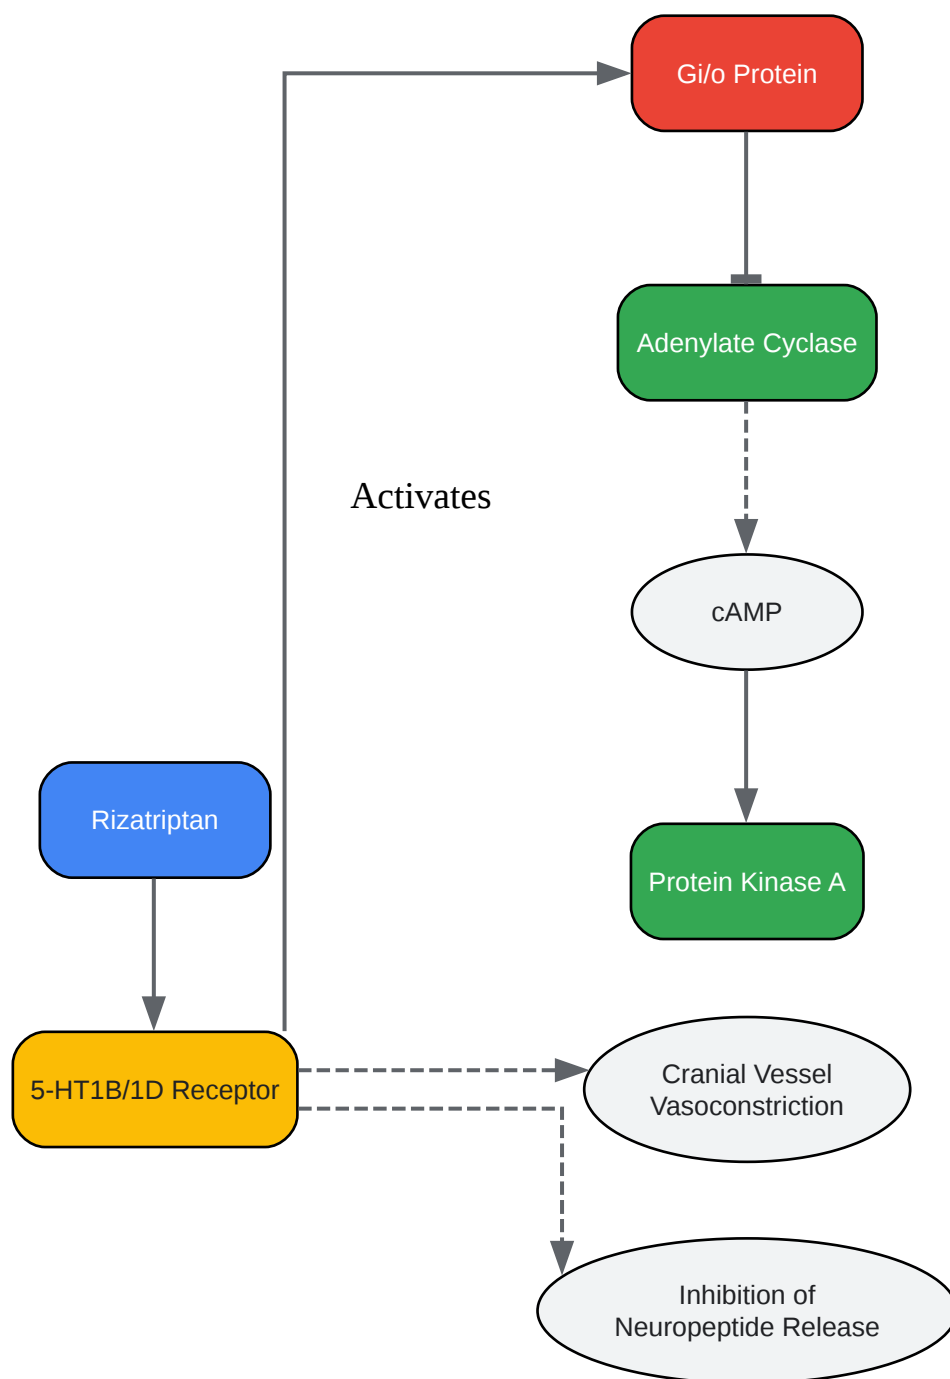 Gi/o Protein
Adenylate Cyclase
Activates
cAMP
Rizatriptan
Protein Kinase A
5-HT1B/1D Receptor
Cranial Vessel
Vasoconstriction
Inhibition of
Neuropeptide Release